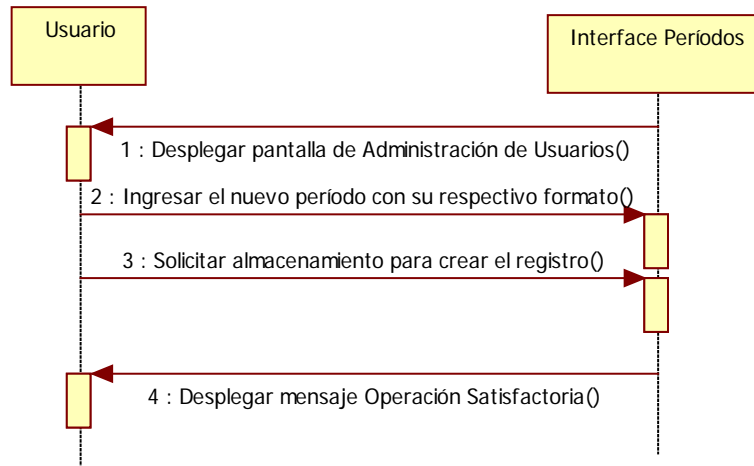 Usuario
Interface Períodos
1 : Desplegar pantalla de Administración de Usuarios()
2 : Ingresar el nuevo período con su respectivo formato()
3 : Solicitar almacenamiento para crear el registro()
4 : Desplegar mensaje Operación Satisfactoria()